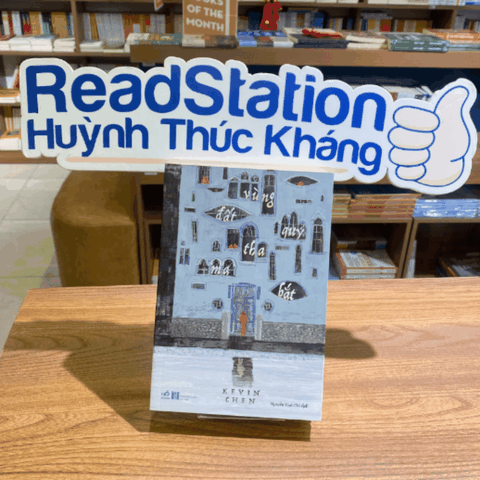 OF THE
MONTH
ReadStation
Huỳnh Thúc Kháng
vùng
đất
quỷ
tha
ma
bắt
KEVIN
CHEN